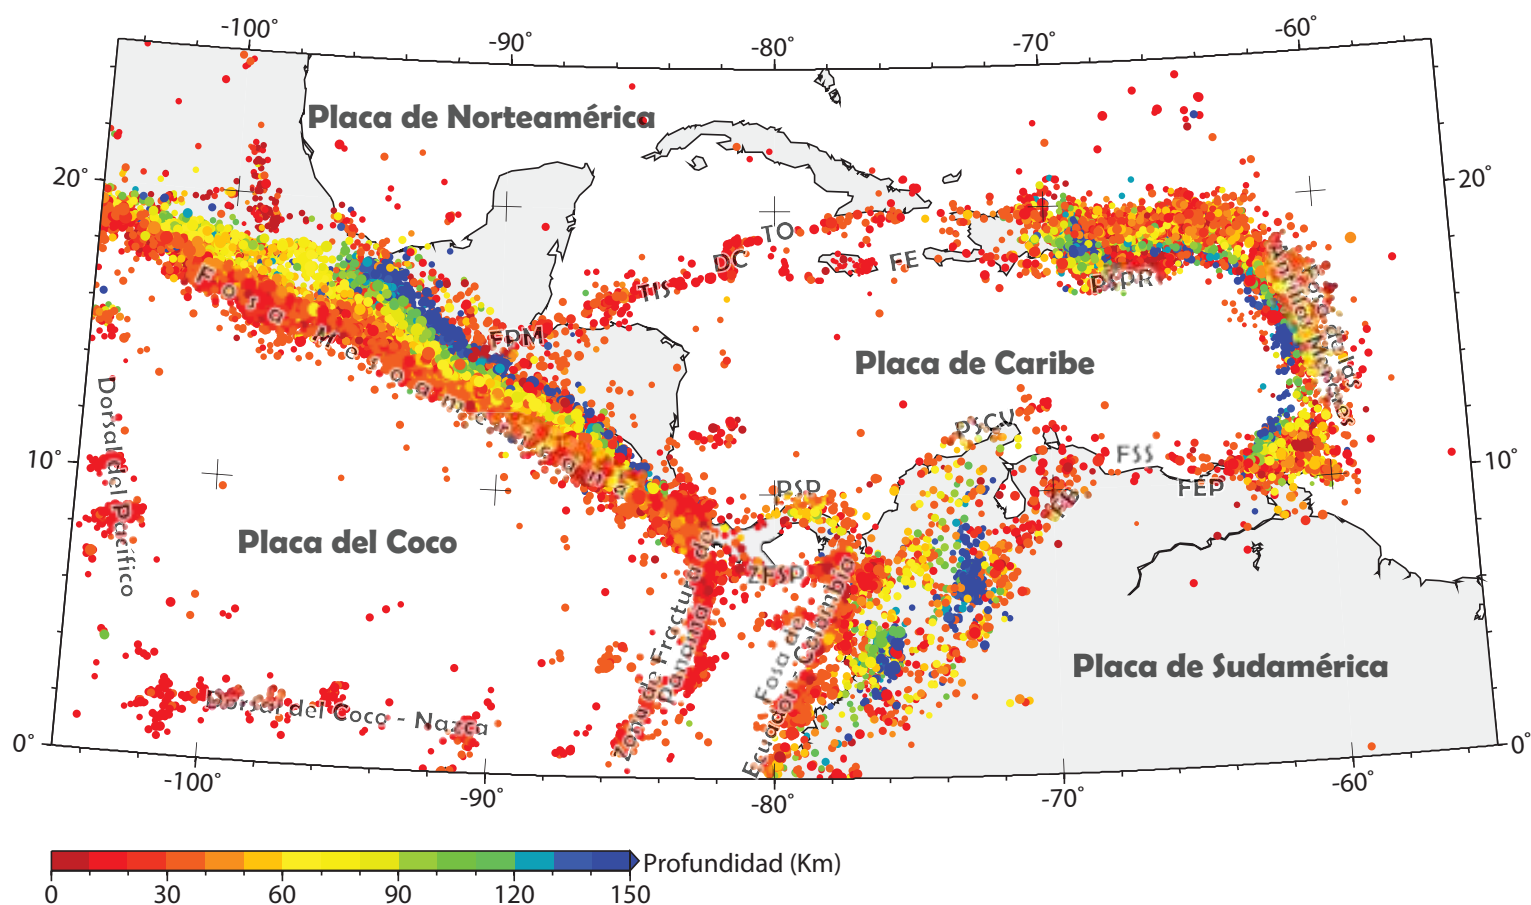 -100° -90° -80° -70° -60°
Placa de Norteamérica
20° 20°
TO
DC FE
TIS PSPR
Fosa Mesoamericana
FPM
Antillas Menores
Fosa de las
Placa de Caribe
Dorsal del Pacífico
PSCV
10° FSS 10°
PSP FEP
FB
Placa del Coco
ZFSP
Zona de Fractura de
Panamá
Fosa de
Ecuador - Colombia
Placa de Sudamérica
Dorsal del Coco - Nazca
0° 0°
-100° -90° -80° -70° -60°
Profundidad (Km)
0 30 60 90 120 150